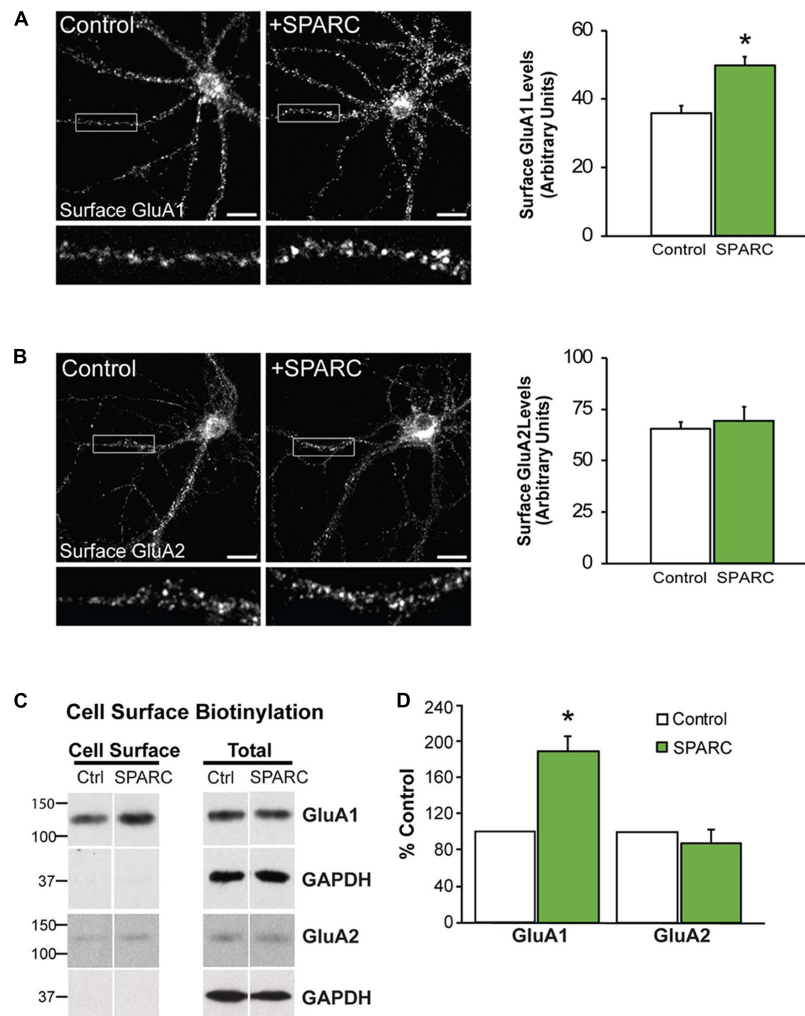 A
Control
+SPARC
Surface GluA1
Surface GluA1 Levels
(Arbitrary Units)
60
*
40
20
0
Control SPARC
B
Control
+SPARC
Surface GluA2
Surface GluA2Levels
(Arbitrary Units)
100
75
50
25
0
Control SPARC
C
Cell Surface Biotinylation
Cell Surface Total
Ctrl SPARC Ctrl SPARC
150
GluA1
100
37
GAPDH
150
GluA2
100
37
GAPDH
D
% Control
240
*
Control
200
SPARC
160
120
80
40
0
GluA1 GluA2